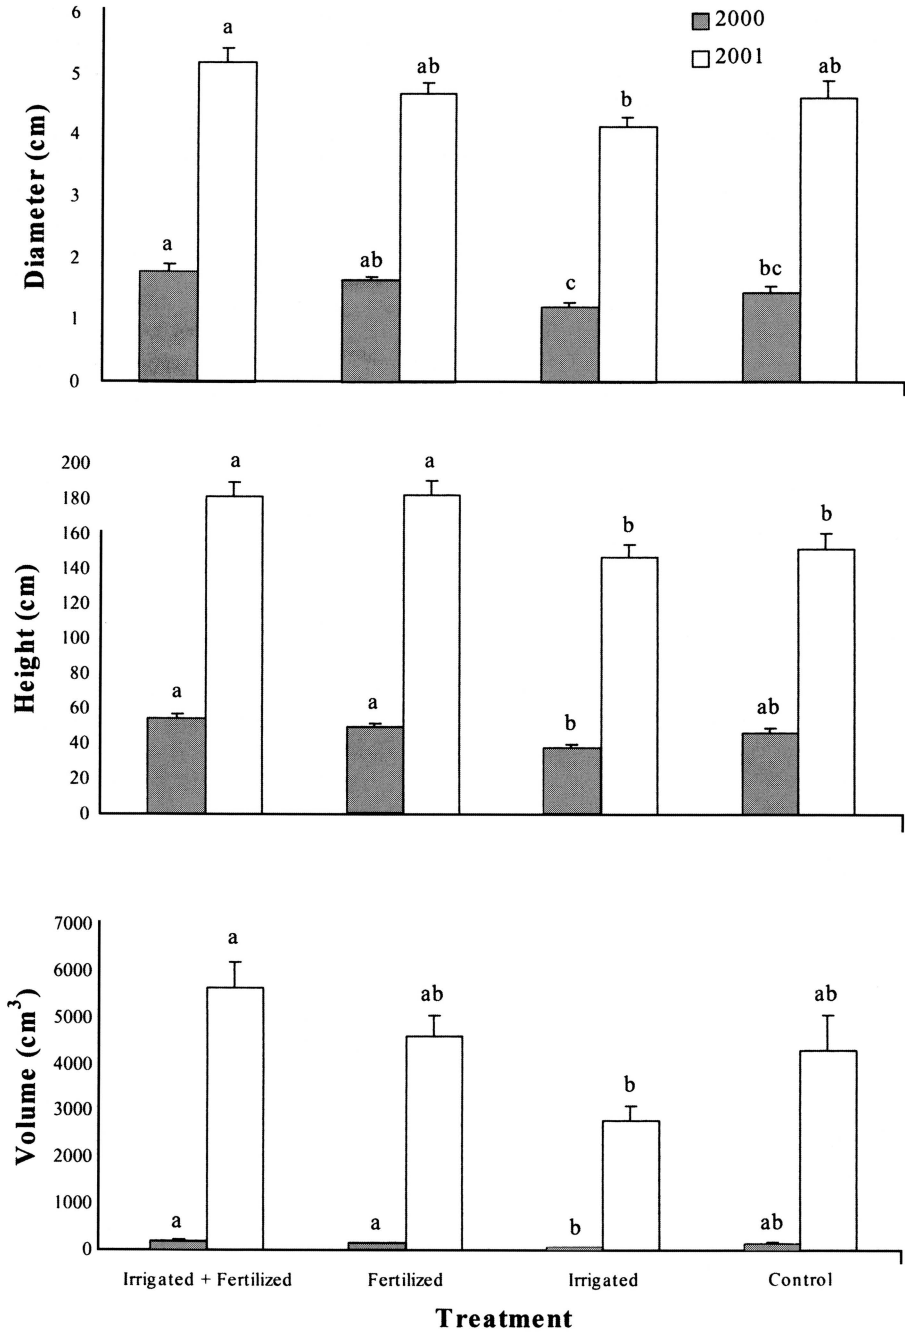 2000
2001
Diameter (cm)
6
5
4
3
2
1
0
a
ab
b
ab
a
ab
c
bc
Height (cm)
200
180
160
140
120
100
80
60
40
20
0
a
a
b
b
a
a
b
ab
Volume (cm³)
7000
6000
5000
4000
3000
2000
1000
0
a
ab
b
ab
a
a
b
ab
Irrigated + Fertilized Fertilized Irrigated Control
Treatment